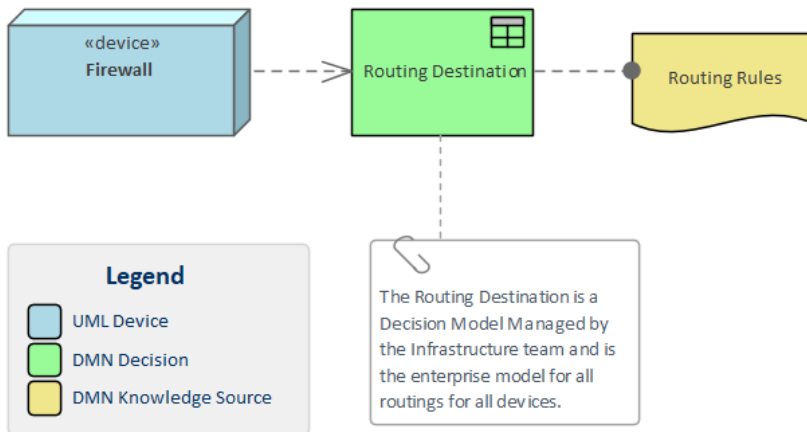 «device»
Firewall
Routing Destination
Routing Rules
Legend
UML Device
DMN Decision
DMN Knowledge Source
The Routing Destination is a
Decision Model Managed by
the Infrastructure team and is
the enterprise model for all
routings for all devices.